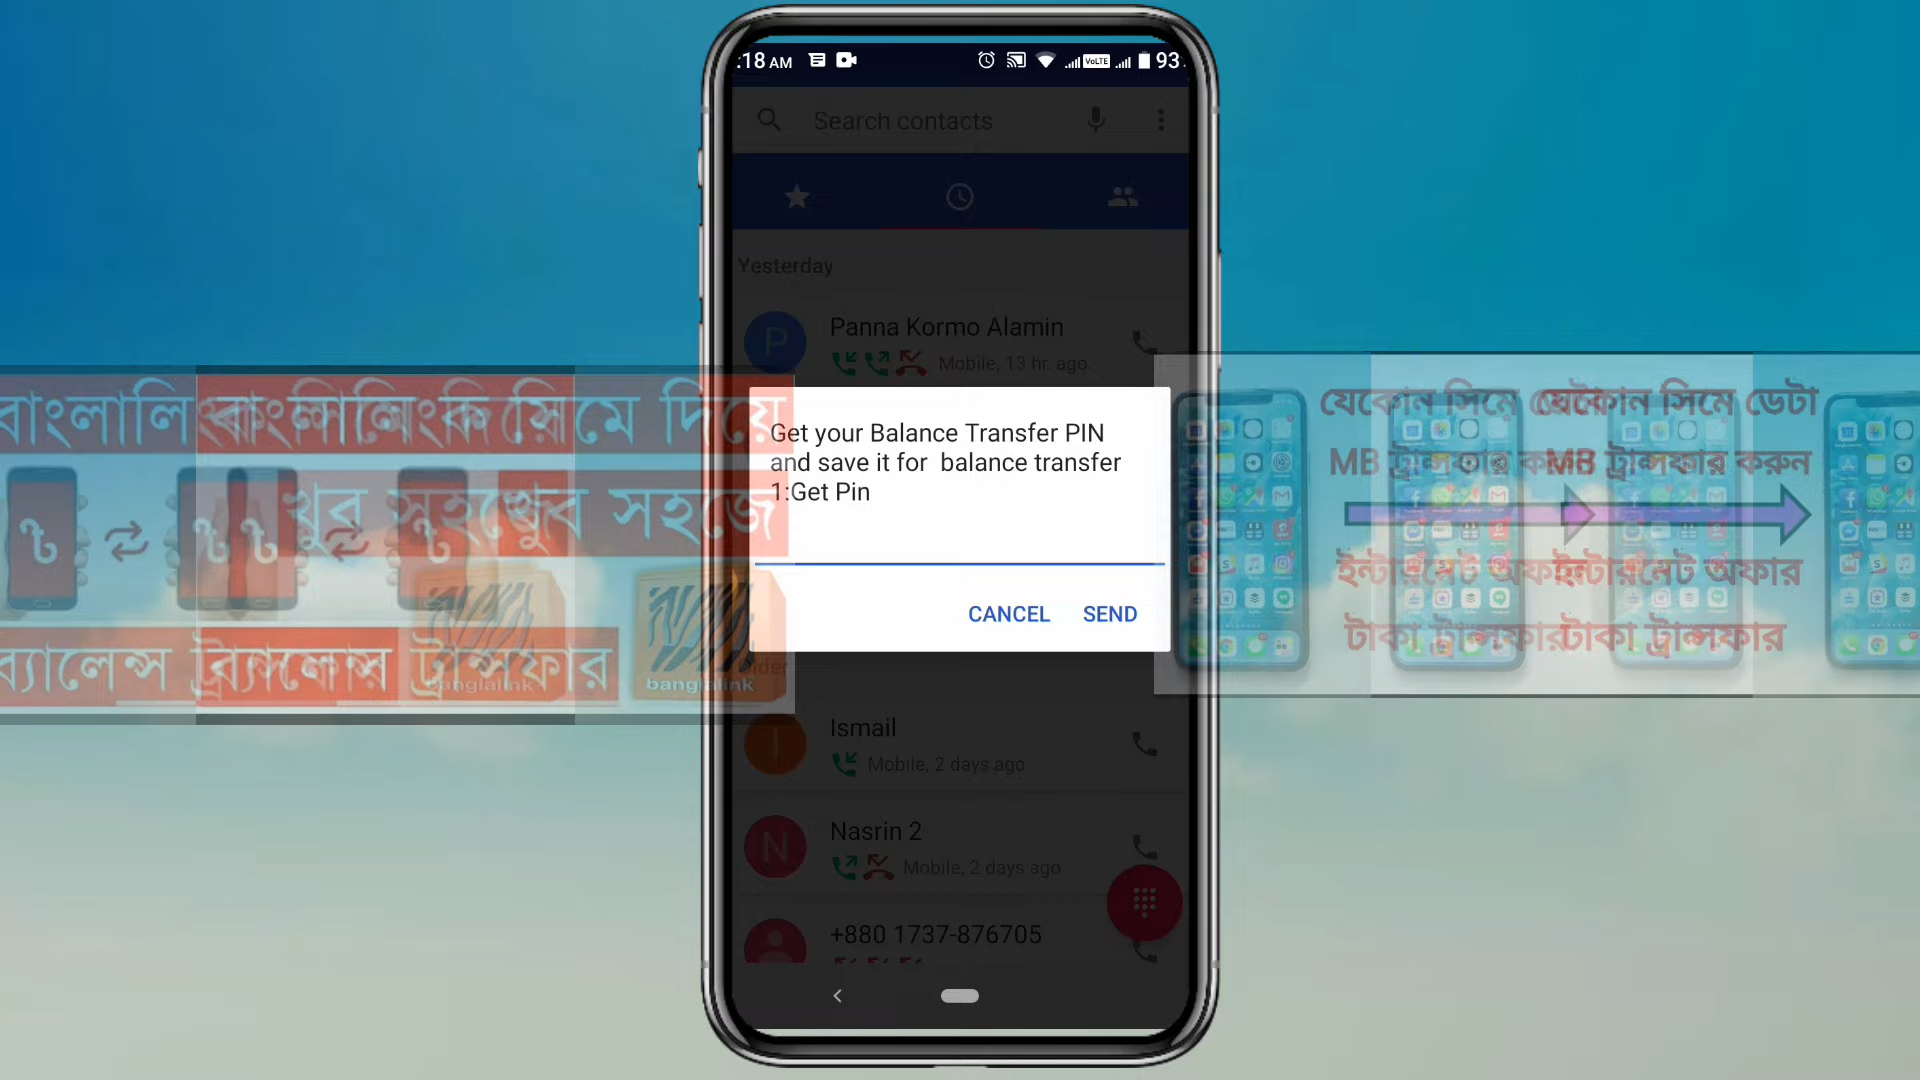 :18 AM
VoLTE
93
Search contacts
Yesterday
P
Panna Kormo Alamin
Mobile, 13 hr. ago
Get your Balance Transfer PIN
and save it for balance transfer
1:Get Pin
CANCEL
SEND
I
Ismail
Mobile, 2 days ago
N
Nasrin 2
Mobile, 2 days ago
+880 1737-876705
সিমে দিয়ে
খুব সহজে
ব্যালেন্স ট্রান্সফার
banglalink
banglalink
যেকোন সিমে ডেটা
MB ট্রান্সফার করুন
ইন্টারনেট অফার
টাকা ট্রান্সফার